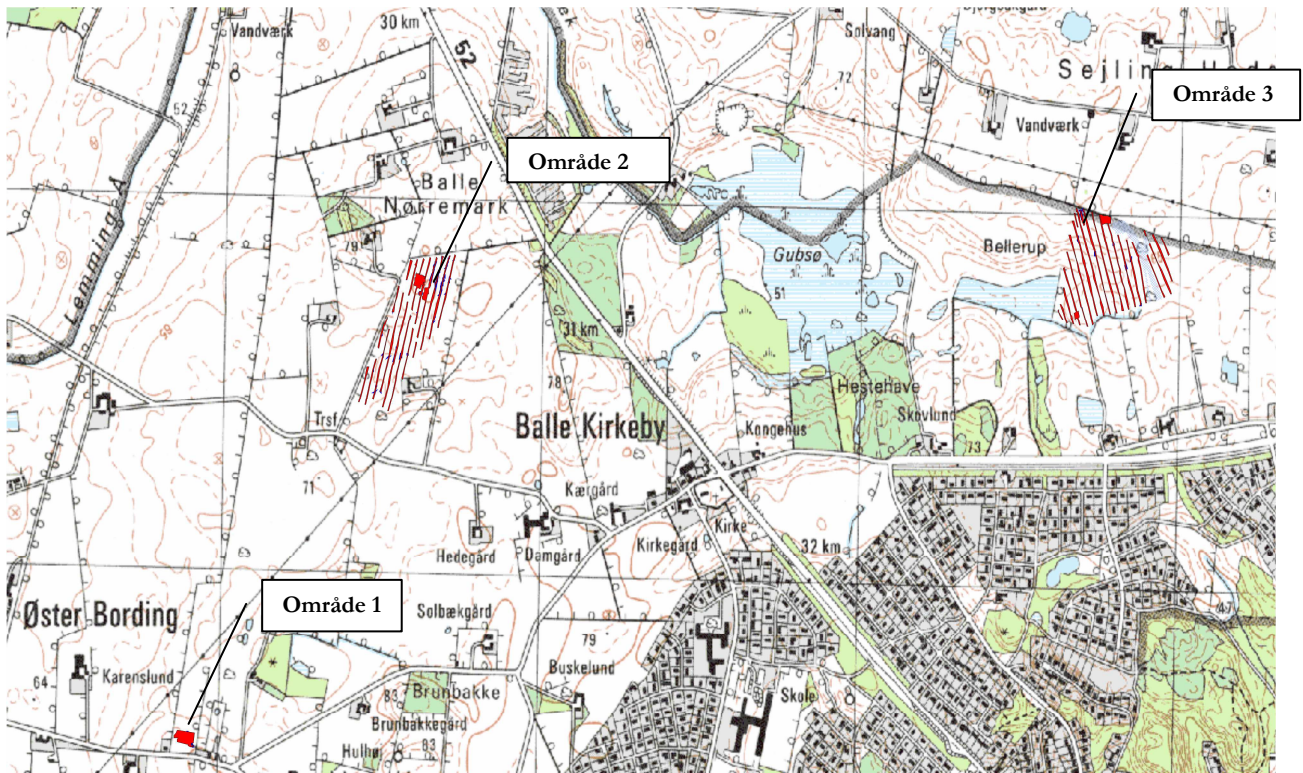 Vandværk
30 km
52
Solvang
72
Område 3
Vandværk
52
Område 2
Balle
Nørremark
Lemming Å
79
Gubsø
51
Bellerup
59
31 km
78
Hestehave
Skovlund
73
Trsf.
Balle Kirkeby
Kongehus
71
Kærgård
Kirke
Hedegård
Damgård
Kirkegård
32 km
Område 1
Øster Bording
Solbækgård
79
47
64
Karenslund
Buskelund
Brunbakke
Brunbakkegård
Skole
Hulhøj
83